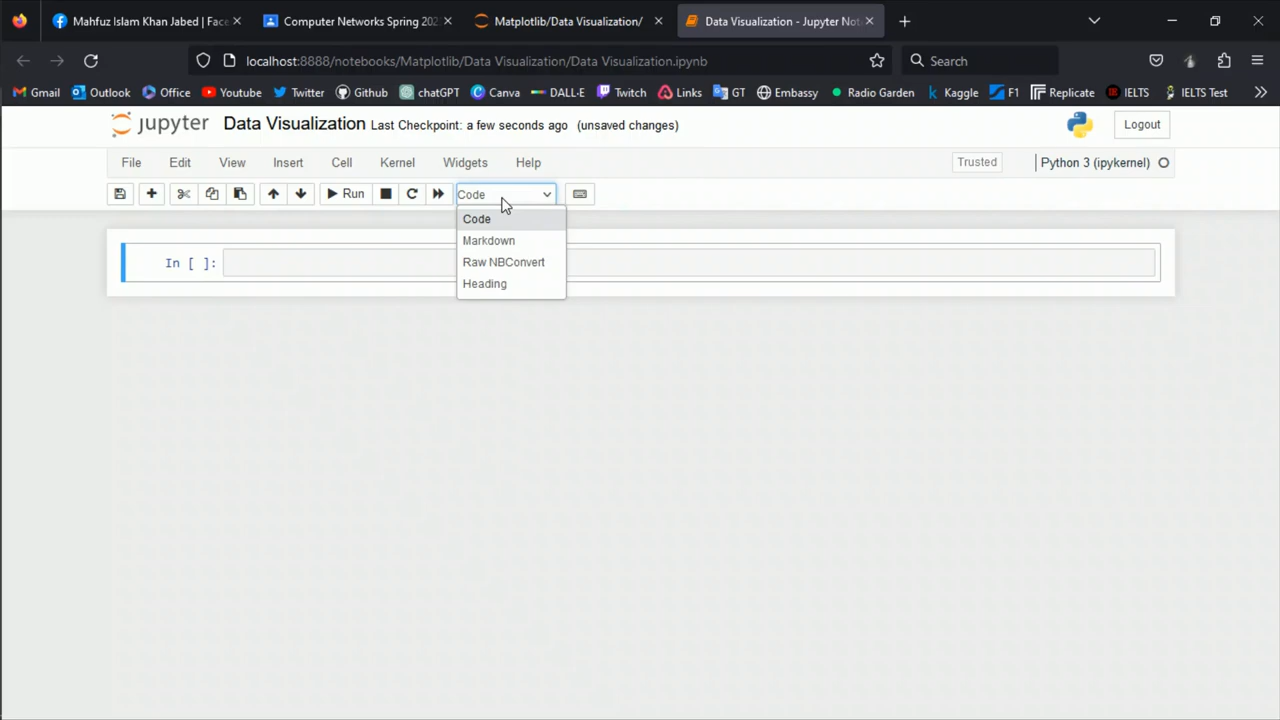 Mahfuz Islam Khan Jabed | Face
Computer Networks Spring 202
Matplotlib/Data Visualization/
Data Visualization - Jupyter Not
localhost:8888/notebooks/Matplotlib/Data Visualization/Data Visualization.ipynb
Search
Gmail Outlook Office Youtube Twitter Github chatGPT Canva DALL-E Twitch Links GT Embassy Radio Garden Kaggle F1 Replicate IELTS IELTS Test
jupyter Data Visualization Last Checkpoint: a few seconds ago (unsaved changes) Logout
File Edit View Insert Cell Kernel Widgets Help Trusted Python 3 (ipykernel)
Run Code
Code
Markdown
Raw NBConvert
Heading
In [ ]: